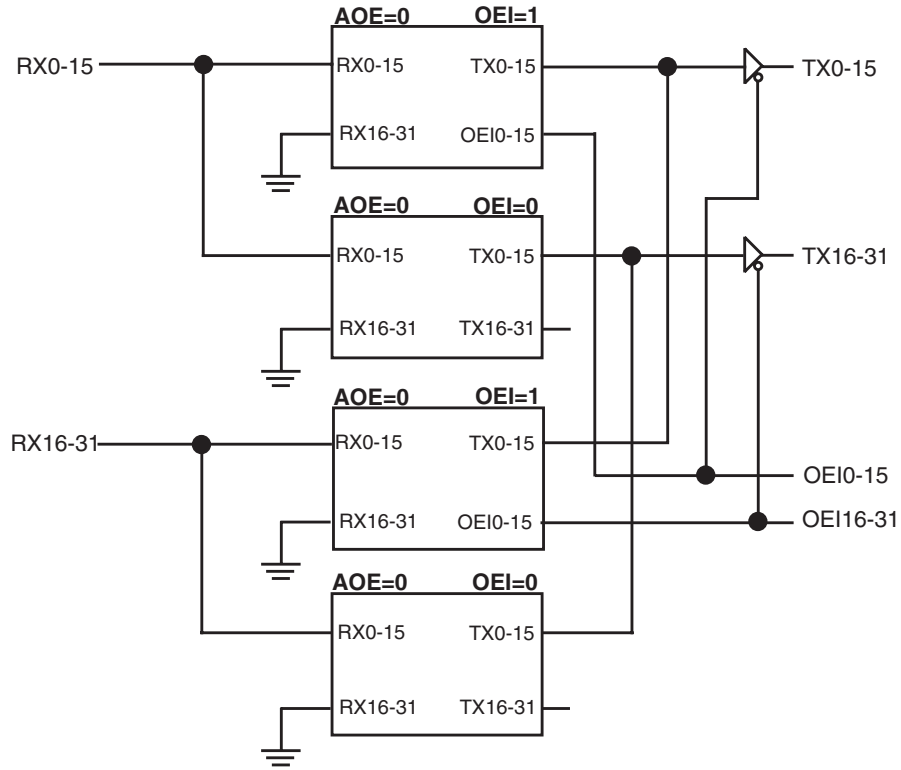 AOE=0 OEI=1
RX0-15 RX0-15 TX0-15 TX0-15
RX16-31 OEI0-15
AOE=0 OEI=0
RX0-15 TX0-15 TX16-31
RX16-31 TX16-31
AOE=0 OEI=1
RX16-31 RX0-15 TX0-15
OEI0-15
RX16-31 OEI0-15 OEI16-31
AOE=0 OEI=0
RX0-15 TX0-15
RX16-31 TX16-31